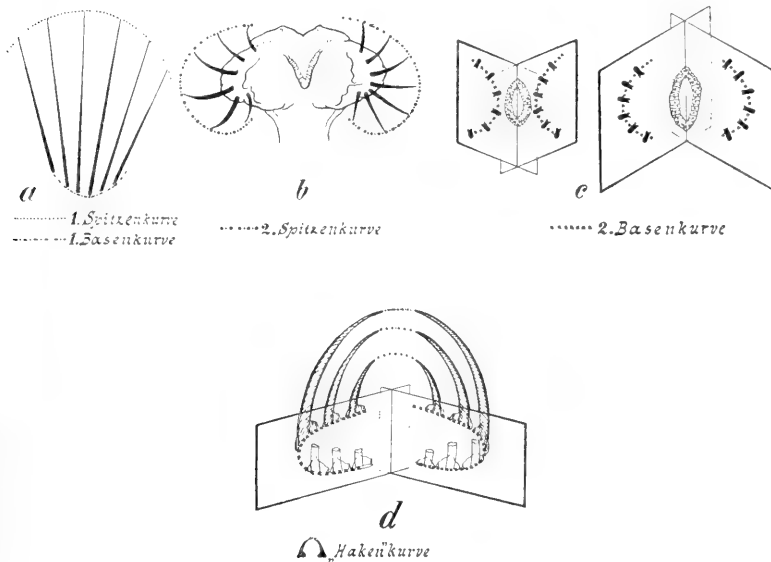 a
b
c
1. Spitzenkurve
1. Basenkurve
2. Spitzenkurve
2. Basenkurve
d
„Haken"kurve